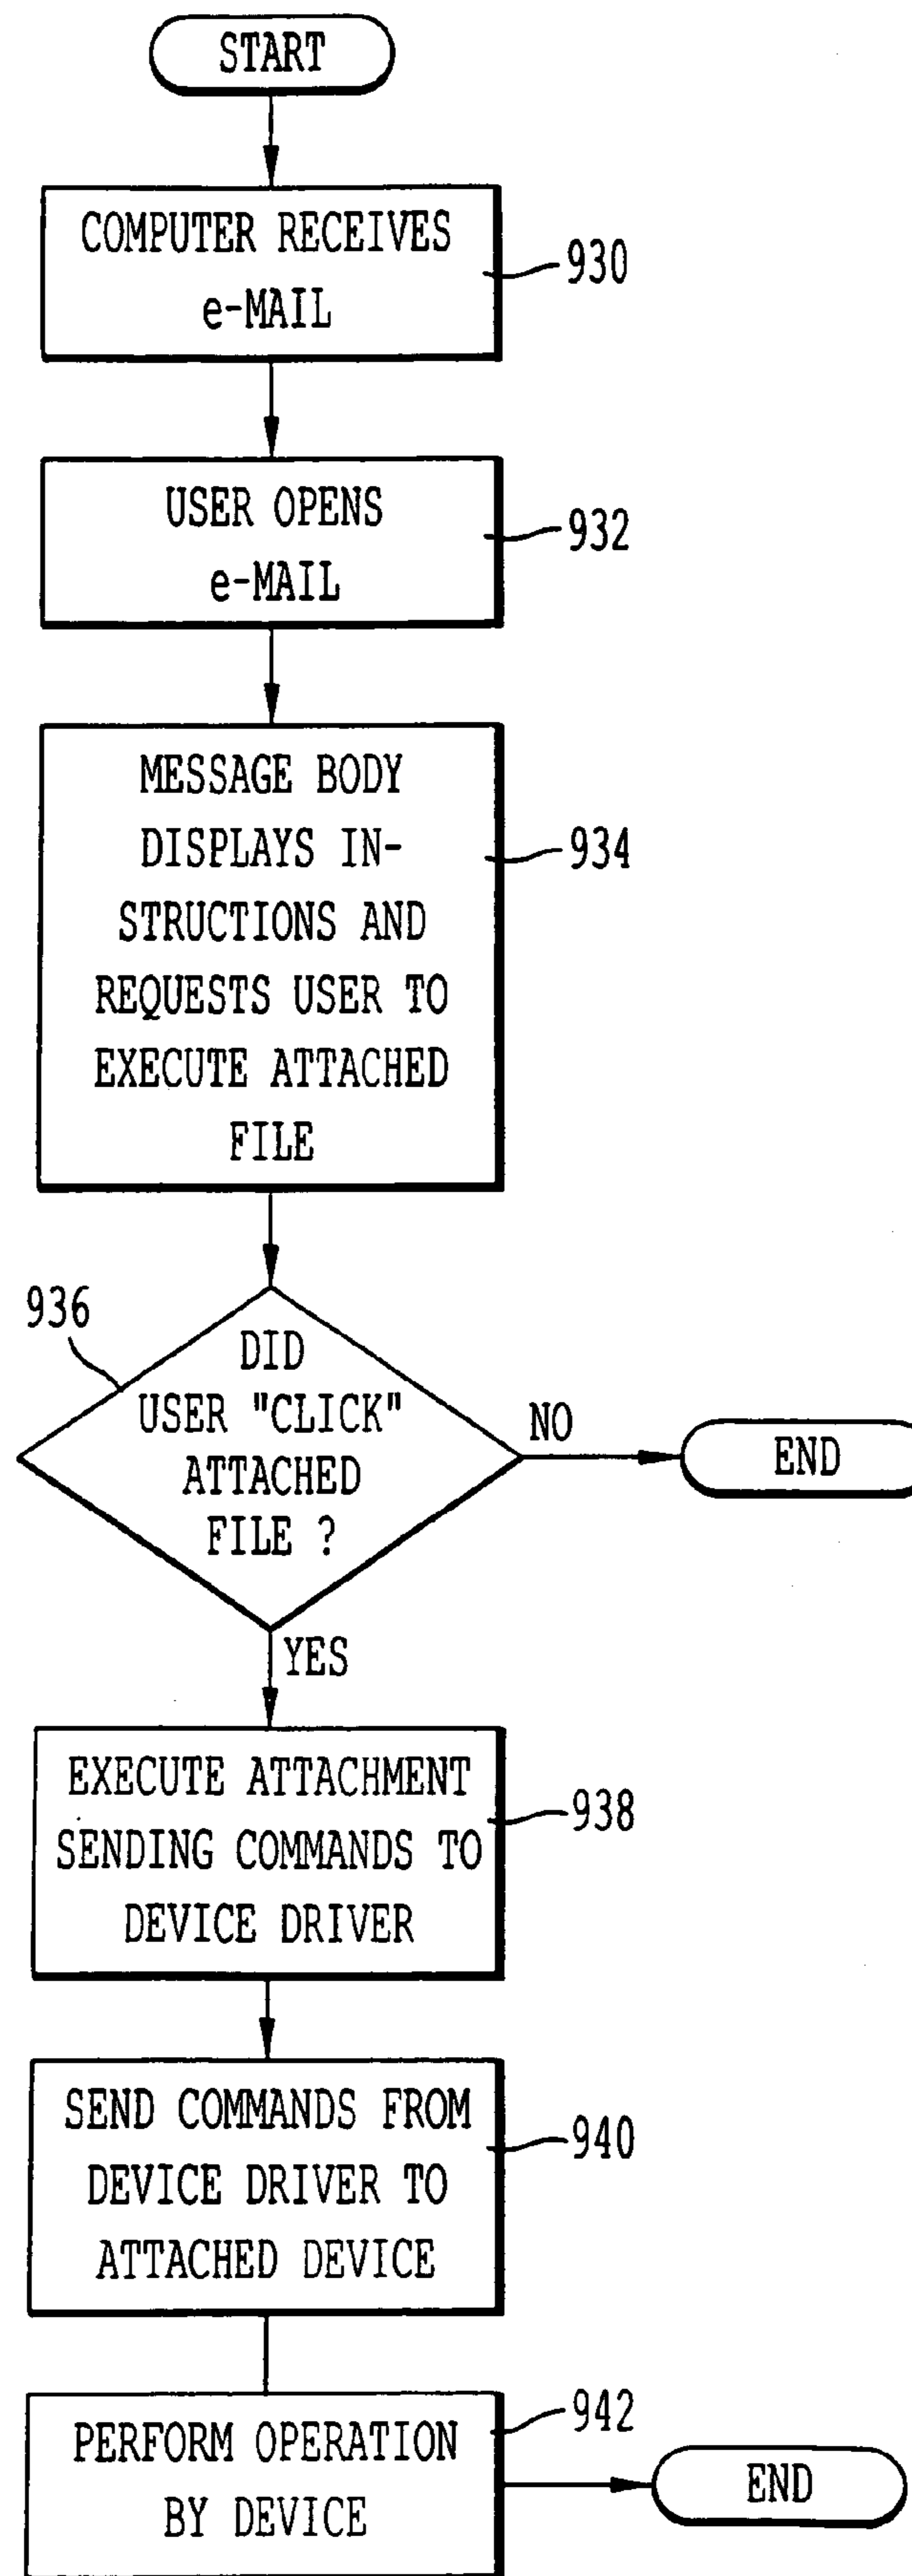 START
COMPUTER RECEIVES
e-MAIL
930
USER OPENS
e-MAIL
932
MESSAGE BODY
DISPLAYS IN-
STRUCTIONS AND
REQUESTS USER TO
EXECUTE ATTACHED
FILE
934
936
DID
USER "CLICK"
ATTACHED
FILE ?
NO
END
YES
EXECUTE ATTACHMENT
SENDING COMMANDS TO
DEVICE DRIVER
938
SEND COMMANDS FROM
DEVICE DRIVER TO
ATTACHED DEVICE
940
PERFORM OPERATION
BY DEVICE
942
END